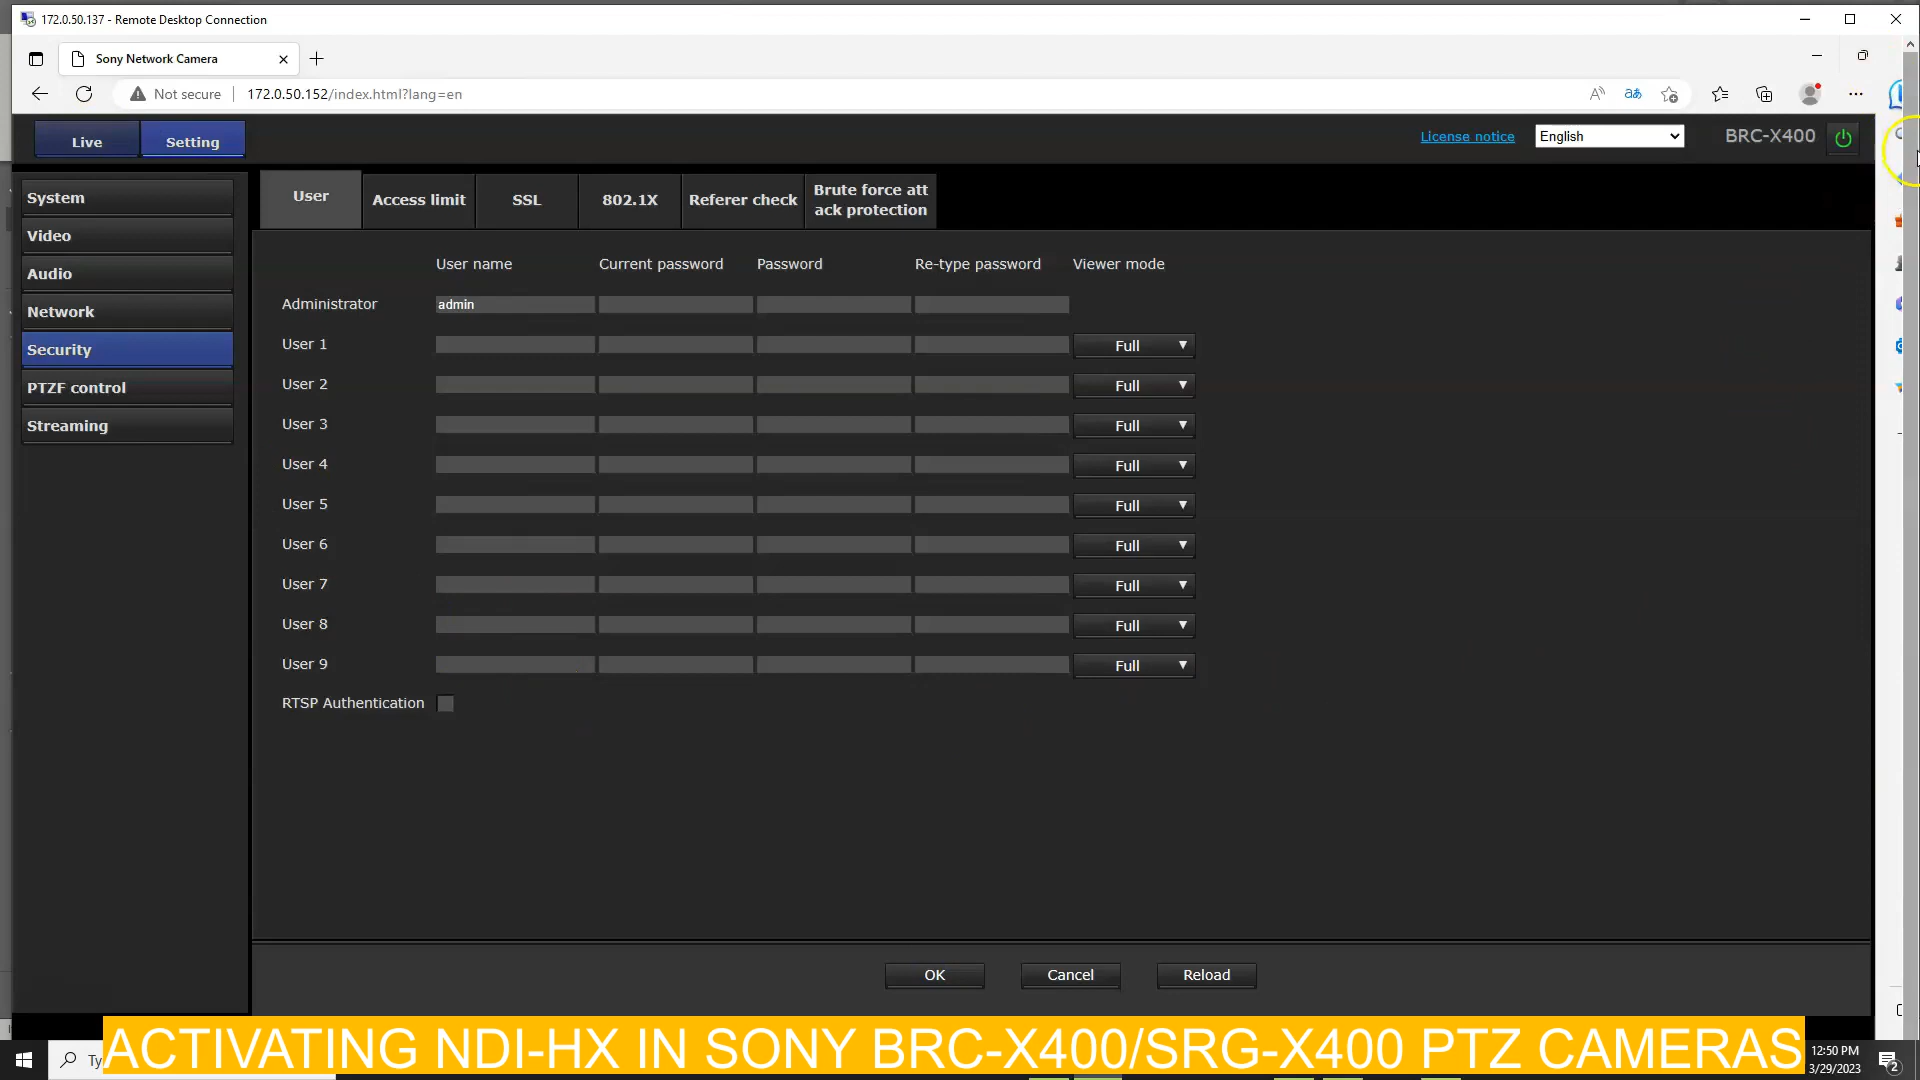 172.0.50.137 - Remote Desktop Connection
Sony Network Camera
Not secure
172.0.50.152/index.html?lang=en
Live
Setting
License notice
English
BRC-X400
System
Video
Audio
Network
Security
PTZF control
Streaming
User
Access limit
SSL
802.1X
Referer check
Brute force att
ack protection
User name Current password Password Re-type password Viewer mode
Administrator admin
User 1 Full
User 2 Full
User 3 Full
User 4 Full
User 5 Full
User 6 Full
User 7 Full
User 8 Full
User 9 Full
RTSP Authentication
OK Cancel Reload
ACTIVATING NDI-HX IN SONY BRC-X400/SRG-X400 PTZ CAMERAS
12:50 PM
3/29/2023
2